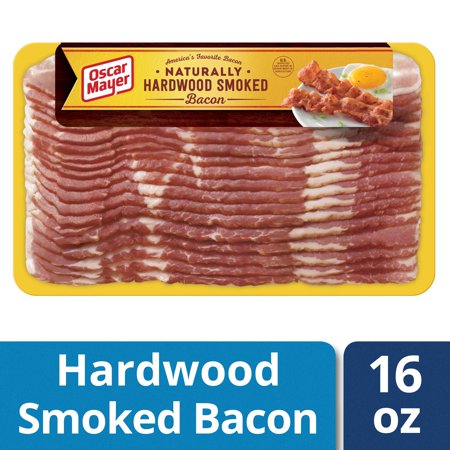 America's Favorite Bacon
Oscar
Mayer
NATURALLY
HARDWOOD SMOKED
Bacon
Hardwood
Smoked Bacon
16
oz